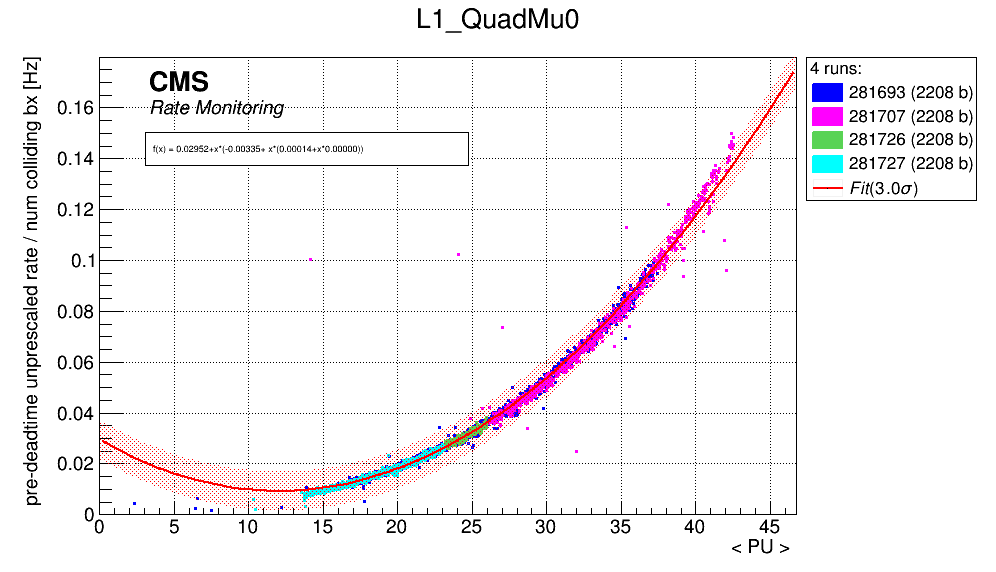 L1_QuadMu0
pre-deadtime unprescaled rate / num colliding bx [Hz]
CMS
Rate Monitoring
f(x) = 0.02952+x*(-0.00335+ x*(0.00014+x*0.00000))
0.16
0.14
0.12
0.1
0.08
0.06
0.04
0.02
0
0 5 10 15 20 25 30 35 40 45
< PU >
4 runs:
281693 (2208 b)
281707 (2208 b)
281726 (2208 b)
281727 (2208 b)
Fit(3.0σ)